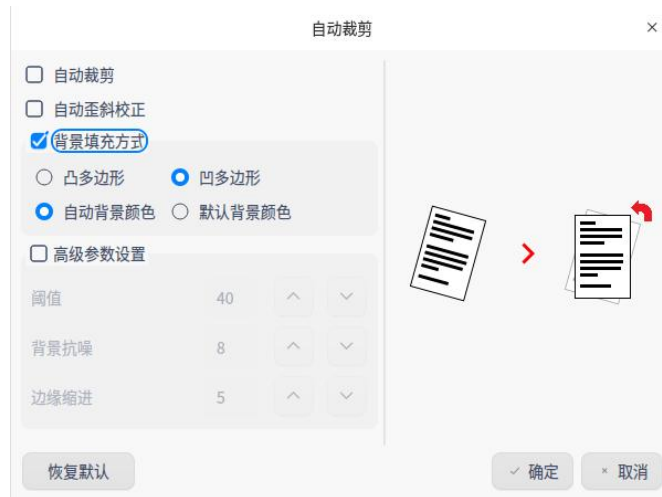 自动裁剪
自动裁剪
自动歪斜校正
背景填充方式
凸多边形 凹多边形
自动背景颜色 默认背景颜色
高级参数设置
阈值 40
背景抗噪 8
边缘缩进 5
恢复默认 确定 取消